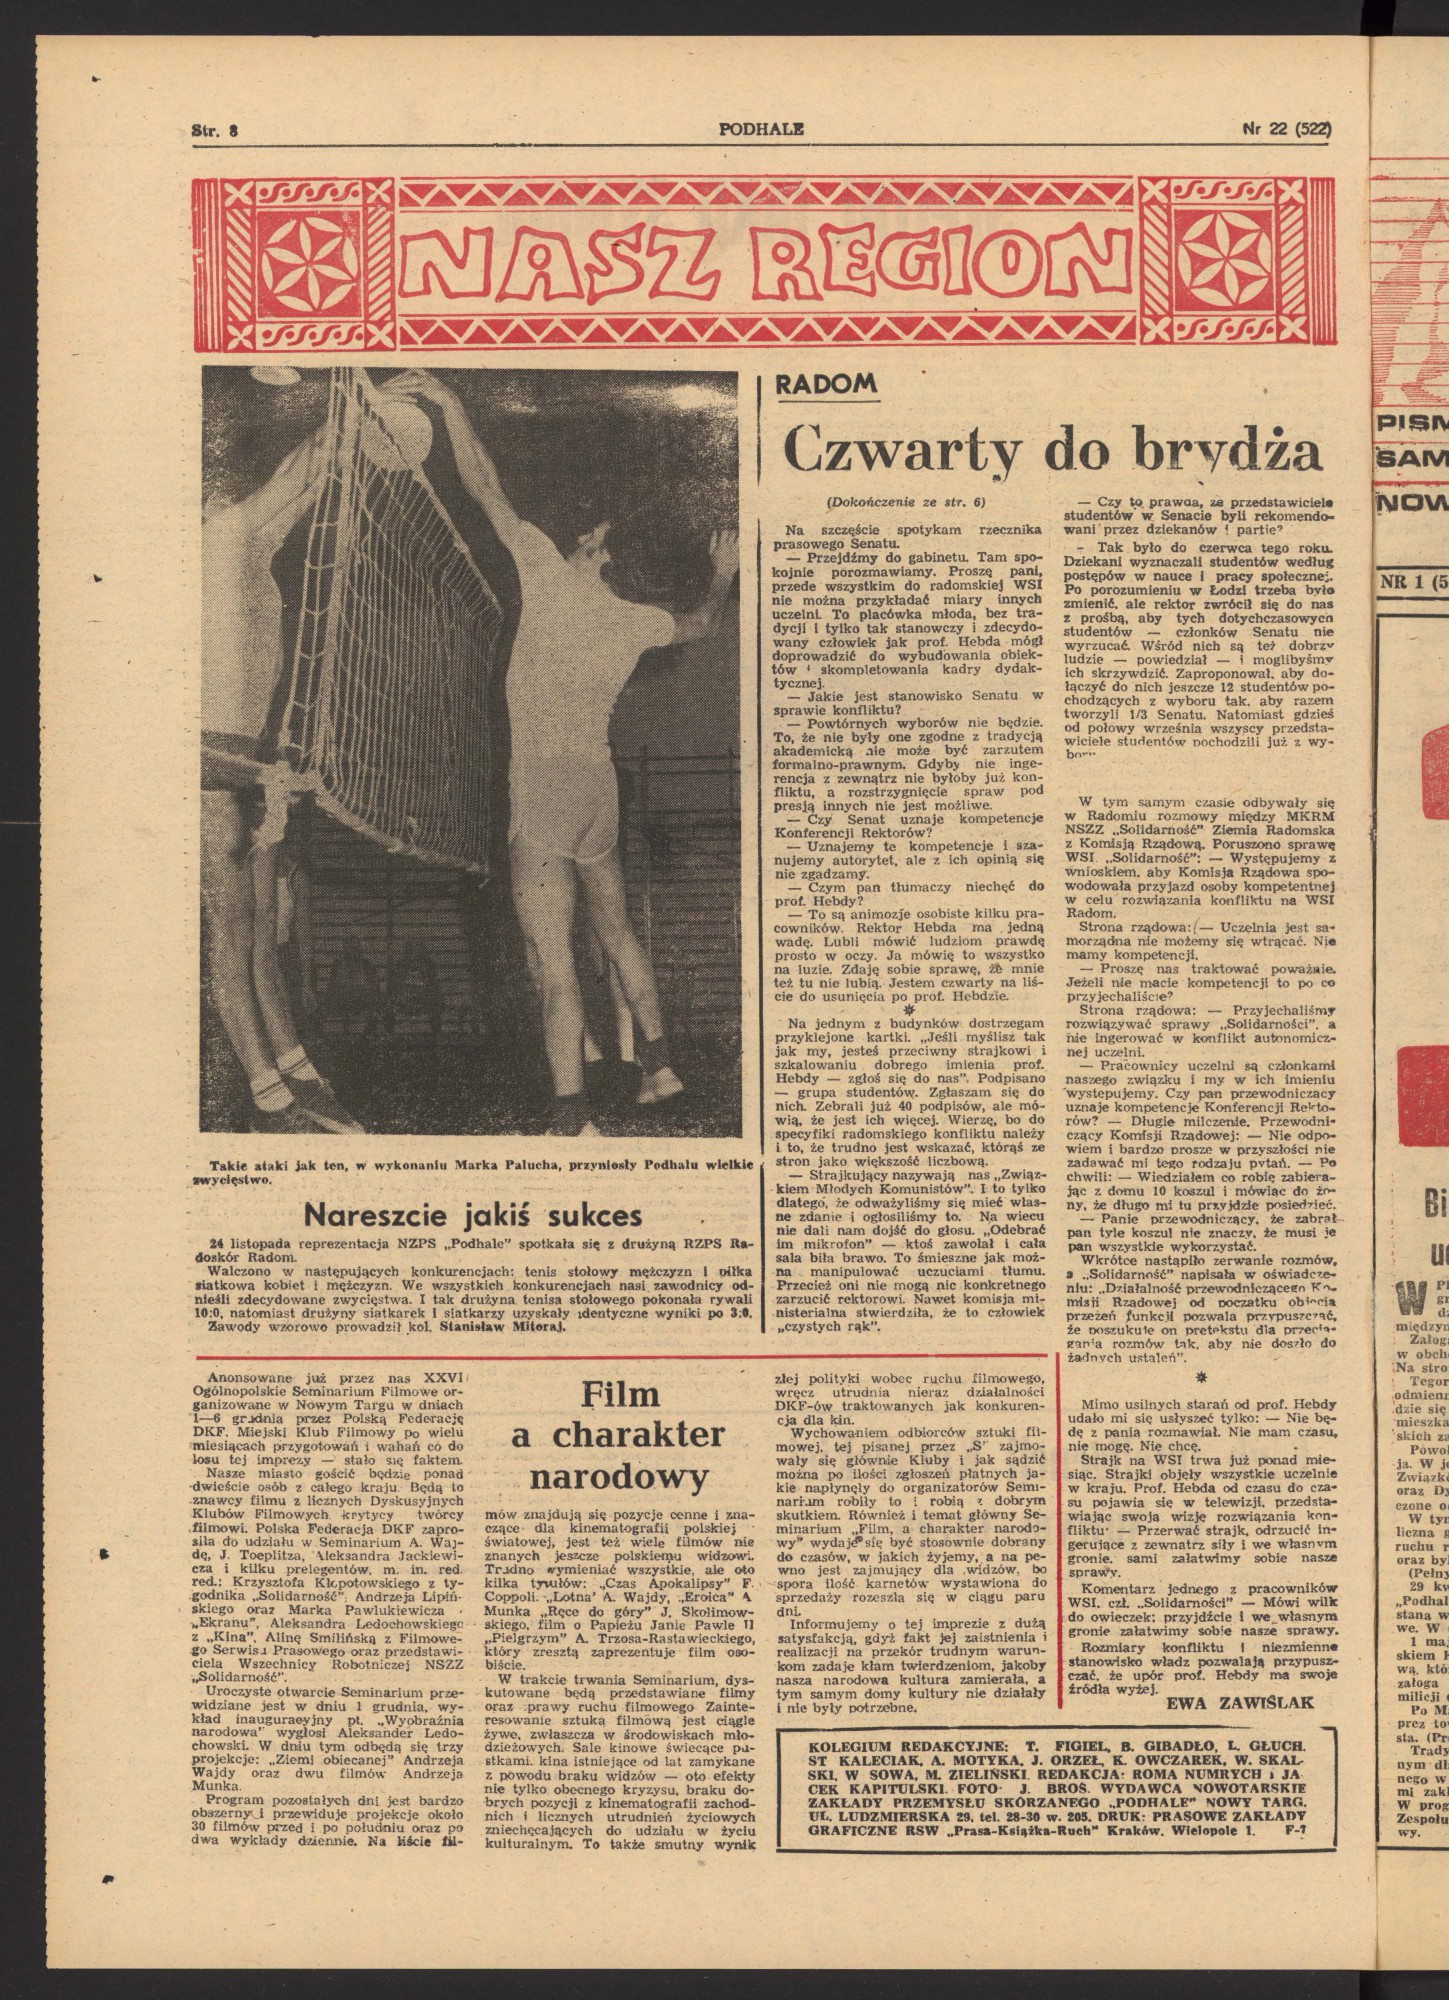 Str. 8
PODHALE
Nr 22 (522)
NASZ REGION
Takie ataki jak ten, w wykonaniu Marka Palucha, przyniosły Podhalu wielkie
zwycięstwo.
Nareszcie jakiś sukces
24 listopada reprezentacja NZPS „Podhale" spotkała się z drużyną RZPS Ra-
doskór Radom.
Walczono w następujących konkurencjach: tenis stołowy mężczyzn i piłka
siatkowa kobiet i mężczyzn. We wszystkich konkurencjach nasi zawodnicy od-
nieśli zdecydowane zwycięstwa. I tak drużyna tenisa stołowego pokonała rywali
10:0, natomiast drużyny siatkarek i siatkarzy uzyskały identyczne wyniki po 3:0.
Zawody wzorowo prowadził kol. Stanisław Mitoraj.
RADOM
Czwarty do brydża
(Dokończenie ze str. 6)
Na szczęście spotykam rzecznika
prasowego Senatu.
— Przejdźmy do gabinetu. Tam spo-
kojnie porozmawiamy. Proszę pani,
przede wszystkim do radomskiej WSI
nie można przykładać miary innych
uczelni. To placówka młoda, bez tra-
dycji i tylko tak stanowczy i zdecydo-
wany człowiek jak prof. Hebda mógł
doprowadzić do wybudowania obiek-
tów i skompletowania kadry dydak-
tycznej.
— Jakie jest stanowisko Senatu w
sprawie konfliktu?
— Powtórnych wyborów nie będzie.
To, że nie były one zgodne z tradycją
akademicką nie może być zarzutem
formalno-prawnym. Gdyby nie inge-
rencja z zewnątrz nie byłoby już kon-
fliktu, a rozstrzygnięcie spraw pod
presją innych nie jest możliwe.
— Czy Senat uznaje kompetencje
Konferencji Rektorów?
— Uznajemy te kompetencje i sza-
nujemy autorytet, ale z ich opinią się
nie zgadzamy.
— Czym pan tłumaczy niechęć do
prof. Hebdy?
— To są animozje osobiste kilku pra-
cowników. Rektor Hebda ma jedną
wadę. Lubli mówić ludziom prawdę
prosto w oczy. Ja mówię to wszystko
na luzie. Zdaję sobie sprawę, że mnie
też tu nie lubią. Jestem czwarty na liś-
cie do usunięcia po prof. Hebdzie.
*
Na jednym z budynków dostrzegam
przyklejone kartki. „Jeśli myślisz tak
jak my, jesteś przeciwny strajkowi i
szkalowaniu dobrego imienia prof.
Hebdy — zgłoś się do nas". Podpisano
— grupa studentów. Zgłaszam się do
nich. Zebrali już 40 podpisów, ale mó-
wią, że jest ich więcej. Wierzę, bo do
specyfiki radomskiego konfliktu należy
i to, że trudno jest wskazać, którąś ze
stron jako większość liczbową.
— Strajkujący nazywają nas „Związ-
kiem Młodych Komunistów". I to tylko
dlatego, że odważyliśmy się mieć włas-
ne zdanie i ogłosiliśmy to. Na wiecu
nie dali nam dojść do głosu. „Odebrać
im mikrofon" — ktoś zawołał i cała
sala biła brawo. To śmieszne jak moż-
na manipulować uczuciami tłumu.
Przecież oni nie mogą nic konkretnego
zarzucić rektorowi. Nawet komisja mi-
nisterialna stwierdziła, że to człowiek
„czystych rąk".
— Czy to prawda, że przedstawiciele
studentów w Senacie byli rekomendo-
wani przez dziekanów i partię?
- Tak było do czerwca tego roku.
Dziekani wyznaczali studentów według
postępów w nauce i pracy społecznej.
Po porozumieniu w Łodzi trzeba było
zmienić, ale rektor zwrócił się do nas
z prośbą, aby tych dotychczasowych
studentów — członków Senatu nie
wyrzucać. Wśród nich są też dobrzy
ludzie — powiedział — i moglibyśmy
ich skrzywdzić. Zaproponował, aby do-
łączyć do nich jeszcze 12 studentów po-
chodzących z wyboru tak, aby razem
tworzyli 1/3 Senatu. Natomiast gdzieś
od połowy września wszyscy przedsta-
wiciele studentów pochodzili już z wy-
boru
W tym samym czasie odbywały się
w Radomiu rozmowy między MKRM
NSZZ „Solidarność" Ziemia Radomska
z Komisją Rządową. Poruszono sprawę
WSI. „Solidarność": — Występujemy z
wnioskiem, aby Komisja Rządowa spo-
wodowała przyjazd osoby kompetentnej
w celu rozwiązania konfliktu na WSI
Radom.
Strona rządowa: — Uczelnia jest sa-
morządna nie możemy się wtrącać. Nie
mamy kompetencji.
— Proszę nas traktować poważnie.
Jeżeli nie macie kompetencji to po co
przyjechaliście?
Strona rządowa: — Przyjechaliśmy
rozwiązywać sprawy „Solidarności", a
nie ingerować w konflikt autonomicz-
nej uczelni.
— Pracownicy uczelni są członkami
naszego związku i my w ich imieniu
występujemy. Czy pan przewodniczący
uznaje kompetencje Konferencji Rekto-
rów? — Długie milczenie. Przewodni-
czący Komisji Rządowej: — Nie odpo-
wiem i bardzo proszę w przyszłości nie
zadawać mi tego rodzaju pytań. — Po
chwili: — Wiedziałem co robię zabiera-
jąc z domu 10 koszul i mówiąc do żo-
ny, że długo mi tu przyjdzie posiedzieć.
— Panie przewodniczący, że zabrał
pan tyle koszul nie znaczy, że musi je
pan wszystkie wykorzystać.
Wkrótce nastąpiło zerwanie rozmów,
a „Solidarność" napisała w oświadcze-
niu: „Działalność przewodniczącego Ko-
misji Rządowej od początku objęcia
przezeń funkcji pozwala przypuszczać,
że poszukuje on pretekstu dla przecią-
gania rozmów tak, aby nie doszło do
żadnych ustaleń".
*
Mimo usilnych starań od prof. Hebdy
udało mi się usłyszeć tylko: — Nie bę-
dę z panią rozmawiał. Nie mam czasu,
nie mogę. Nie chcę.
Strajk na WSI trwa już ponad mie-
siąc. Strajki objęły wszystkie uczelnie
w kraju. Prof. Hebda od czasu do cza-
su pojawia się w telewizji, przedsta-
wiając swoją wizję rozwiązania kon-
fliktu — Przerwać strajk, odrzucić in-
gerujące z zewnątrz siły i we własnym
gronie, sami załatwimy sobie nasze
sprawy.
Komentarz jednego z pracowników
WSI, czł. „Solidarności" — Mówi wilk
do owieczek: przyjdźcie i we własnym
gronie załatwimy sobie nasze sprawy.
Rozmiary konfliktu i niezmienne
stanowisko władz pozwalają przypusz-
czać, że upór prof. Hebdy ma swoje
źródła wyżej.
EWA ZAWIŚLAK
Film
a charakter
narodowy
Anonsowane już przez nas XXVI
Ogólnopolskie Seminarium Filmowe or-
ganizowane w Nowym Targu w dniach
1—6 grudnia przez Polską Federację
DKF, Miejski Klub Filmowy po wielu
miesiącach przygotowań i wahań co do
losu tej imprezy — stało się faktem.
Nasze miasto gościć będzie ponad
dwieście osób z całego kraju. Będą to
znawcy filmu z licznych Dyskusyjnych
Klubów Filmowych krytycy twórcy
filmowi. Polska Federacja DKF zapro-
siła do udziału w Seminarium A. Waj-
dę, J. Toeplitza, Aleksandra Jackiewi-
cza i kilku prelegentów, m. in. red.
red.: Krzysztofa Kłopotowskiego z ty-
godnika „Solidarność", Andrzeja Lipiń-
skiego oraz Marka Pawlukiewicza
„Ekranu", Aleksandra Ledochowskiego
z „Kina", Alinę Smilińską z Filmowe-
go Serwisu Prasowego oraz przedstawi-
ciela Wszechnicy Robotniczej NSZZ
„Solidarność".
Uroczyste otwarcie Seminarium prze-
widziane jest w dniu 1 grudnia, wy-
kład inauguracyjny pt. „Wyobraźnia
narodowa" wygłosi Aleksander Ledo-
chowski. W dniu tym odbędą się trzy
projekcje: „Ziemi obiecanej" Andrzeja
Wajdy oraz dwu filmów Andrzeja
Munka.
Program pozostałych dni jest bardzo
obszerny i przewiduje projekcje około
30 filmów przed i po południu oraz po
dwa wykłady dziennie. Na liście fil-
mów znajdują się pozycje cenne i zna-
czące dla kinematografii polskiej
światowej, jest też wiele filmów nie
znanych jeszcze polskiemu widzowi.
Trudno wymieniać wszystkie, ale oto
kilka tytułów: „Czas Apokalipsy" F.
Coppoli. „Lotna" A. Wajdy, „Eroica" A
Munka „Ręce do góry" J. Skolimow-
skiego, film o Papieżu Janie Pawle II
„Pielgrzym" A. Trzosa-Rastawieckiego,
który zresztą zaprezentuje film oso-
biście.
W trakcie trwania Seminarium, dys-
kutowane będą przedstawiane filmy
oraz sprawy ruchu filmowego Zainte-
resowanie sztuką filmową jest ciągle
żywe, zwłaszcza w środowiskach mło-
dzieżowych. Sale kinowe świecące pu-
stkami, kina istniejące od lat zamykane
z powodu braku widzów — oto efekty
nie tylko obecnego kryzysu, braku do-
brych pozycji z kinematografii zachod-
nich i licznych utrudnień życiowych
zniechęcających do udziału w życiu
kulturalnym. To także smutny wynik
złej polityki wobec ruchu filmowego,
wręcz utrudnia nieraz działalności
DKF-ów traktowanych jak konkuren-
cja dla kin.
Wychowaniem odbiorców sztuki fil-
mowej, tej pisanej przez „S" zajmo-
wały się głównie Kluby i jak sądzić
można po ilości zgłoszeń płatnych ja-
kie napłynęły do organizatorów Semi-
narium robiły to i robią z dobrym
skutkiem. Również i temat główny Se-
minarium „Film, a charakter narodo-
wy" wydaje się być stosownie dobrany
do czasów, w jakich żyjemy, a na pe-
wno jest zajmujący dla widzów, bo
spora ilość karnetów wystawiona do
sprzedaży rozeszła się w ciągu paru
dni.
Informujemy o tej imprezie z dużą
satysfakcją, gdyż fakt jej zaistnienia i
realizacji na przekór trudnym warun-
kom zadaje kłam twierdzeniom, jakoby
nasza narodowa kultura zamierała, a
tym samym domy kultury nie działały
i nie były potrzebne.
KOLEGIUM REDAKCYJNE: T. FIGIEL, B. GIBADŁO, Ł. GŁUCH,
ST KALECIAK, A. MOTYKA, J. ORZEŁ, K. OWCZAREK, W. SKAL-
SKI, W SOWA, M. ZIELIŃSKI. REDAKCJA: ROMA NUMRYCH i JA-
CEK KAPITULSKI. FOTO- J. BROŚ. WYDAWCA NOWOTARSKIE
ZAKŁADY PRZEMYSŁU SKÓRZANEGO „PODHALE" NOWY TARG.
UL. LUDZMIERSKA 29, tel. 28-30 w. 205. DRUK: PRASOWE ZAKŁADY
GRAFICZNE RSW „Prasa-Książka-Ruch" Kraków, Wielopole 1. F-7
PISM
SAM
NOW
NR 1 (5
Bi